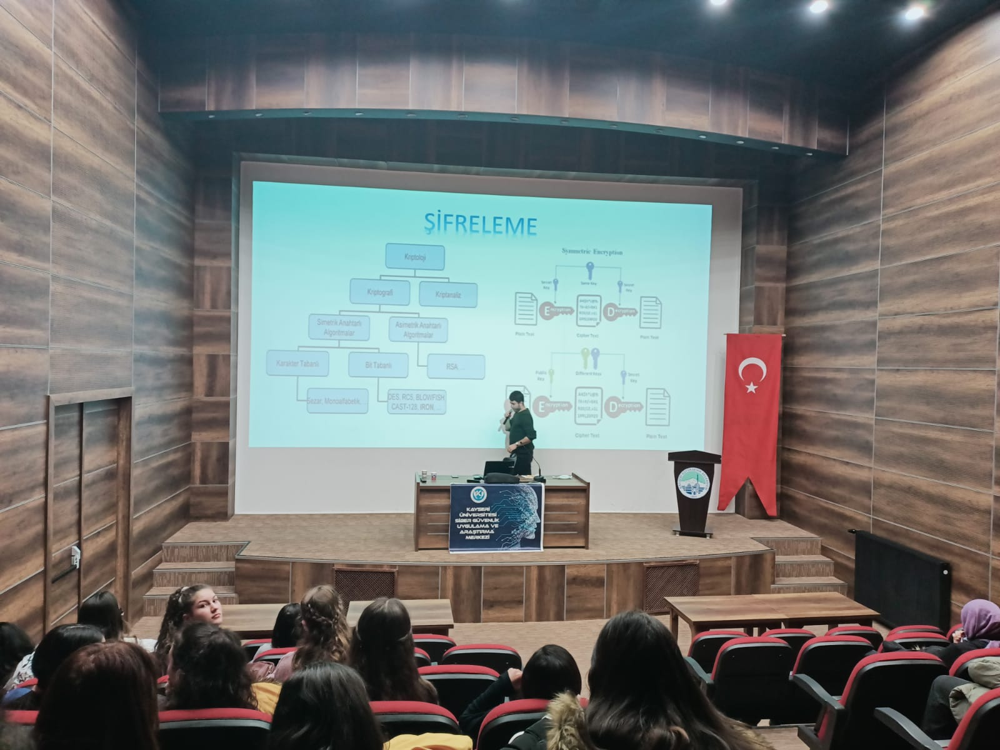 ŞİFRELEME
Kriptoloji
Kriptografi
Kriptanaliz
Simetrik Anahtarlı
Algoritmalar
Asimetrik Anahtarlı
Algoritmalar
Karakter Tabanlı
Bit Tabanlı
RSA, ...
Sezar, Monoalfabetik, ...
DES, RC5, BLOWFISH
CAST-128, IRON, ...
Symmetric Encryption
Secret
Key
Same Key
Secret
Key
Encryption
Decryption
Plain Text
Cipher Text
Plain Text
Public
Key
Different Keys
Secret
Key
Encryption
Decryption
Cipher Text
Plain Text
KAYSERİ
ÜNİVERSİTESİ
SİBER GÜVENLİK
UYGULAMA VE
ARAŞTIRMA
MERKEZİ